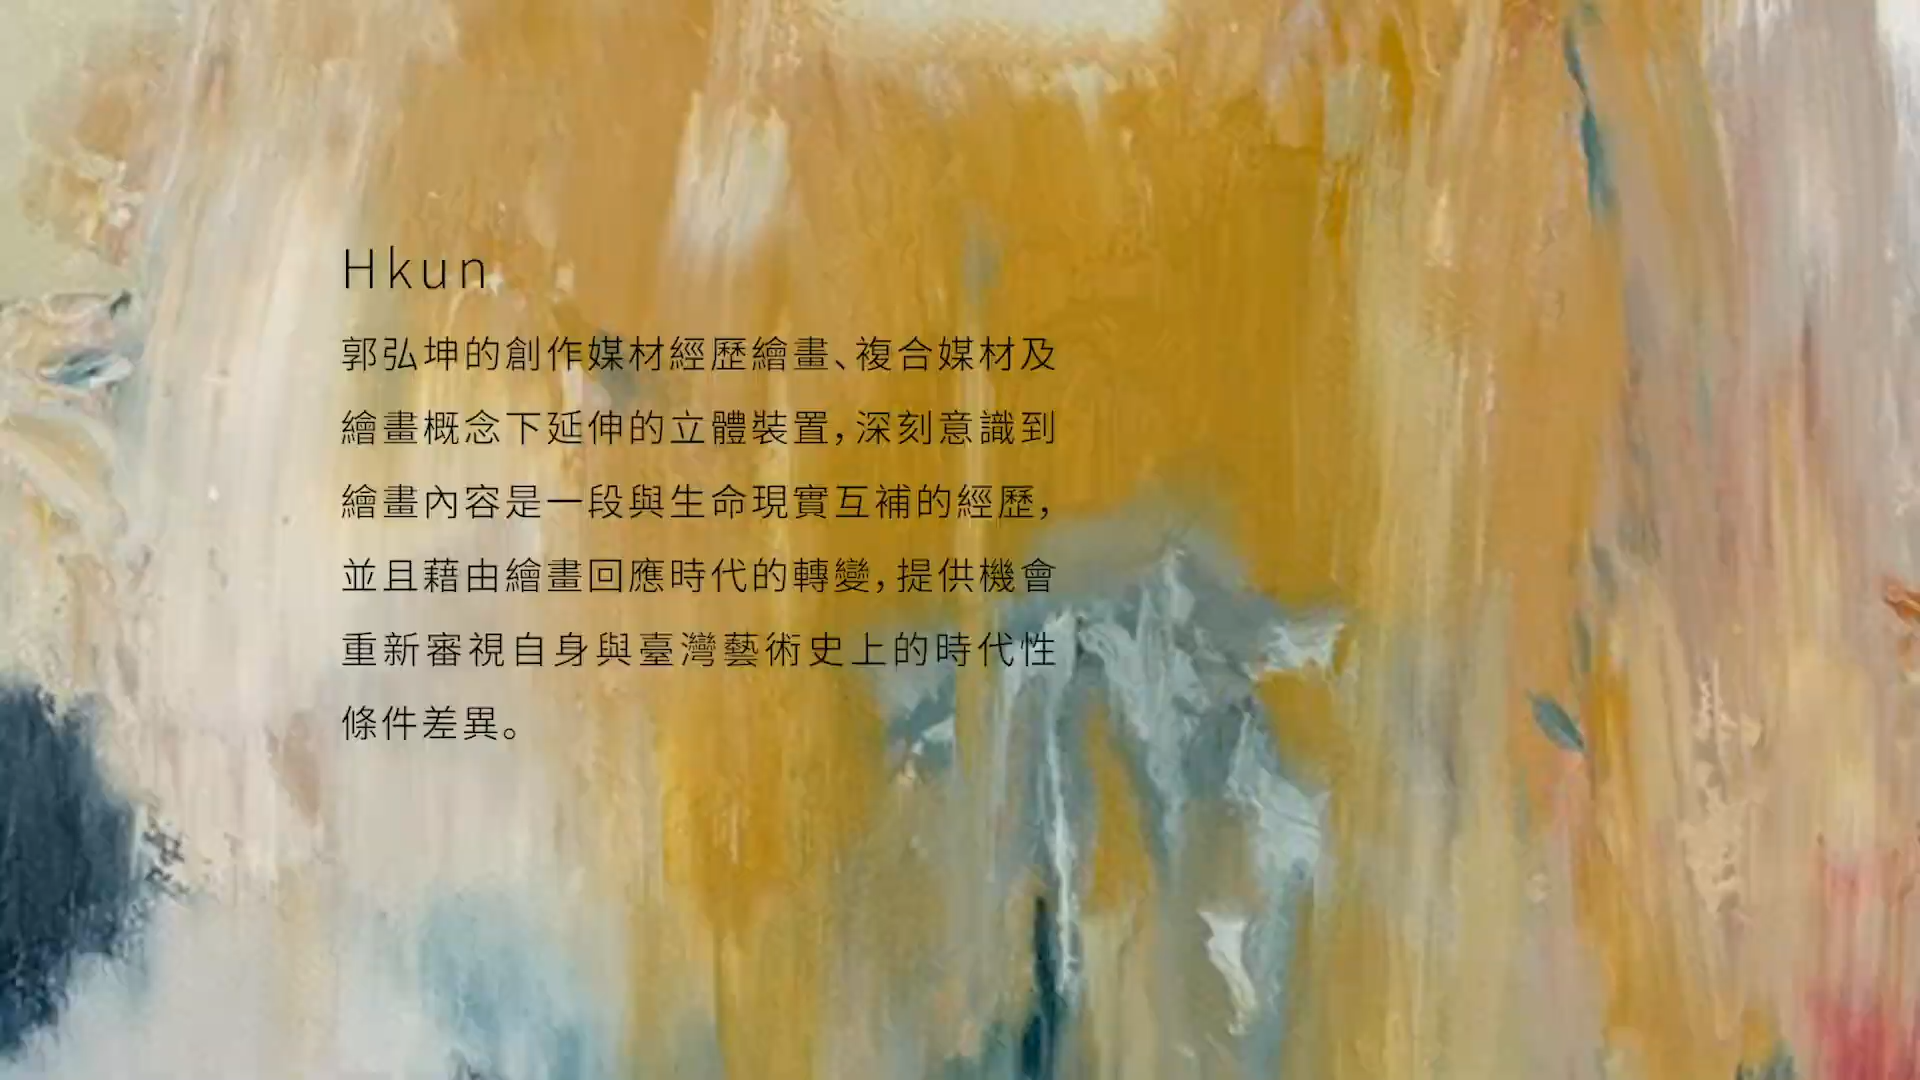 Hkun
郭弘坤的創作媒材經歷繪畫、複合媒材及
繪畫概念下延伸的立體裝置，深刻意識到
繪畫內容是一段與生命現實互補的經歷，
並且藉由繪畫回應時代的轉變，提供機會
重新審視自身與臺灣藝術史上的時代性
條件差異。